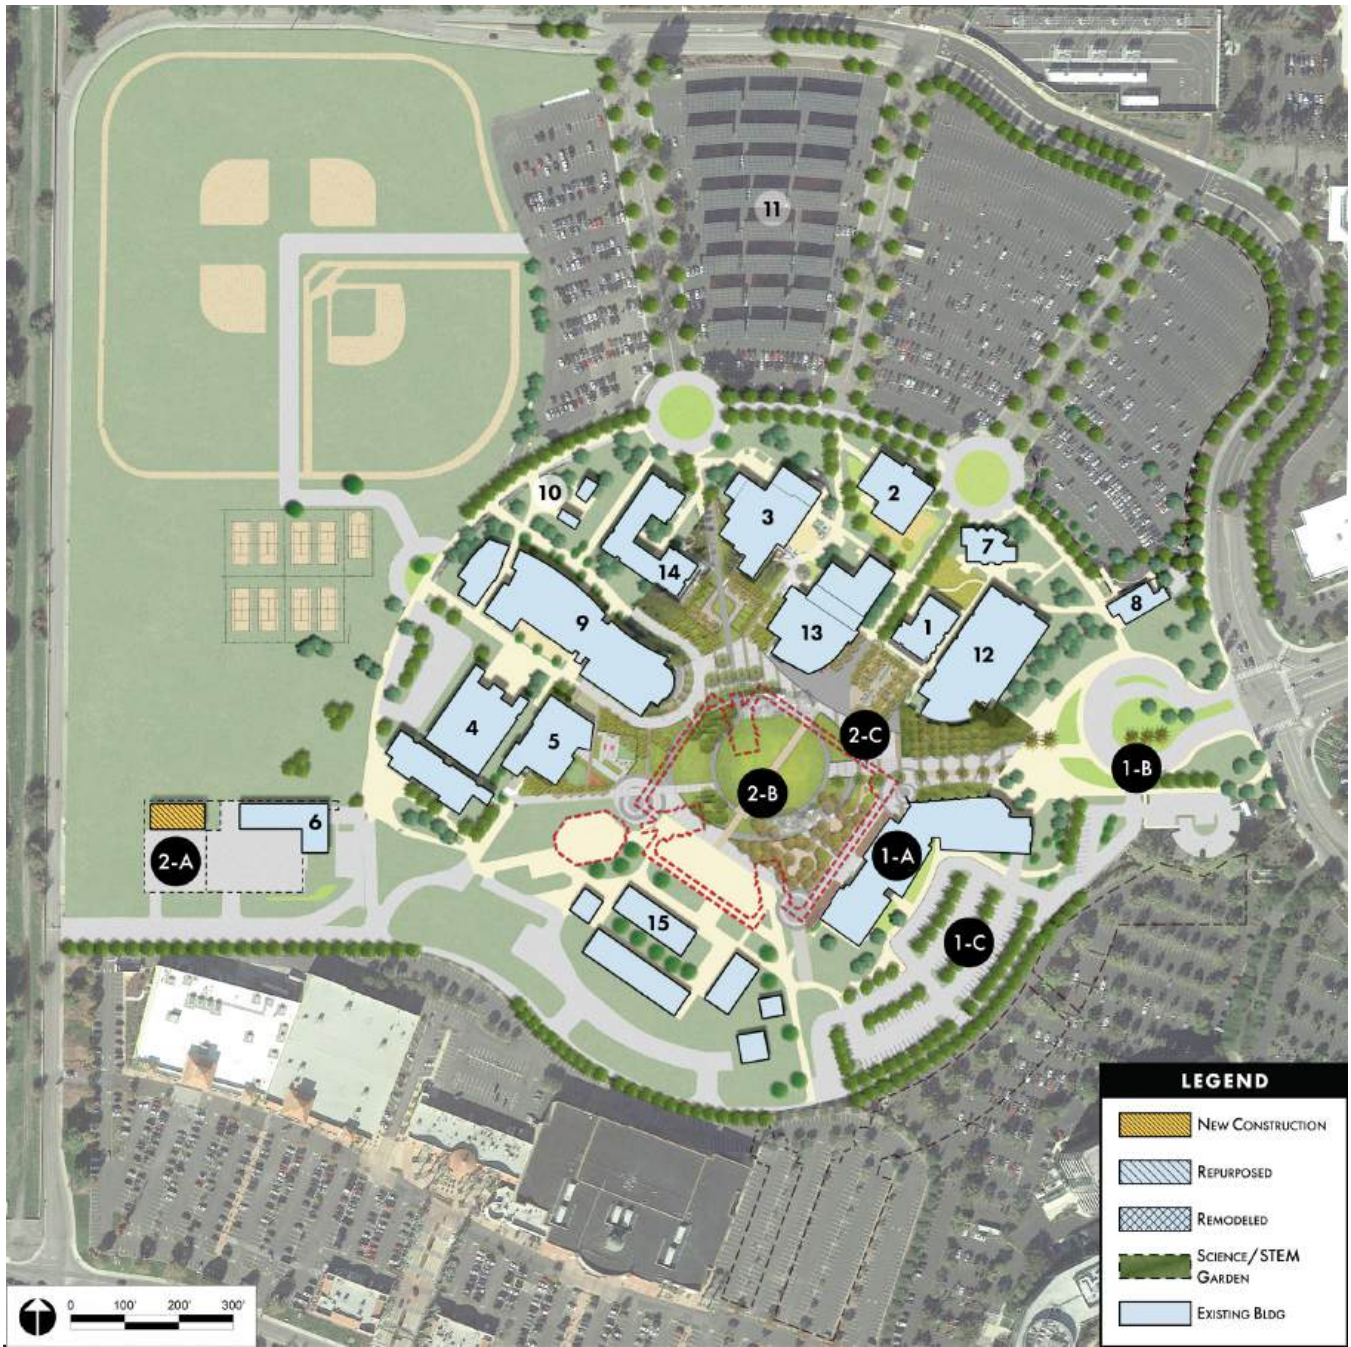 11
2
10
3
7
14
8
9
13
1
12
4
5
2-C
1-B
2-B
6
2-A
1-A
15
1-C
LEGEND
NEW CONSTRUCTION
REPURPOSED
REMODELED
SCIENCE/STEM
GARDEN
EXISTING BLDG
0 100' 200' 300'